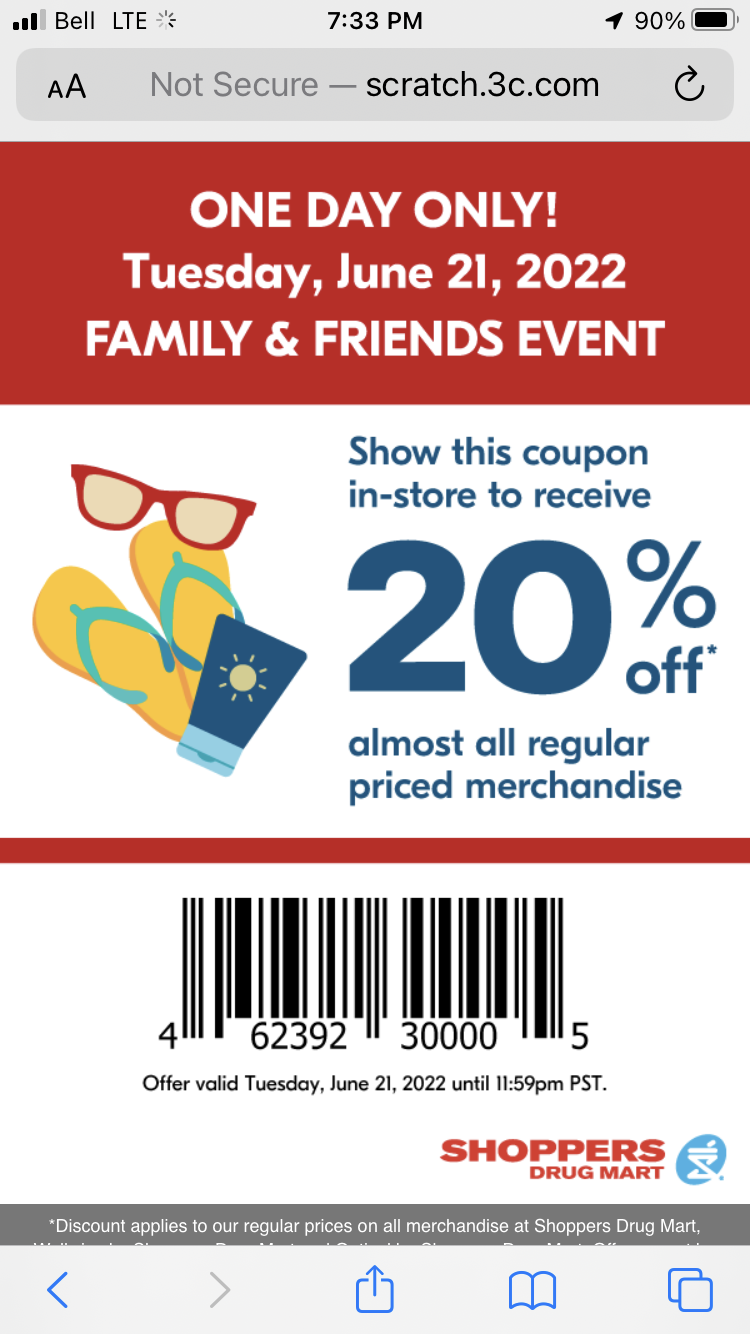 Bell LTE 7:33 PM 90%
AA Not Secure — scratch.3c.com
ONE DAY ONLY!
Tuesday, June 21, 2022
FAMILY & FRIENDS EVENT
Show this coupon
in-store to receive
20%
off*
almost all regular
priced merchandise
4 62392 30000 5
Offer valid Tuesday, June 21, 2022 until 11:59pm PST.
SHOPPERS
DRUG MART
*Discount applies to our regular prices on all merchandise at Shoppers Drug Mart,